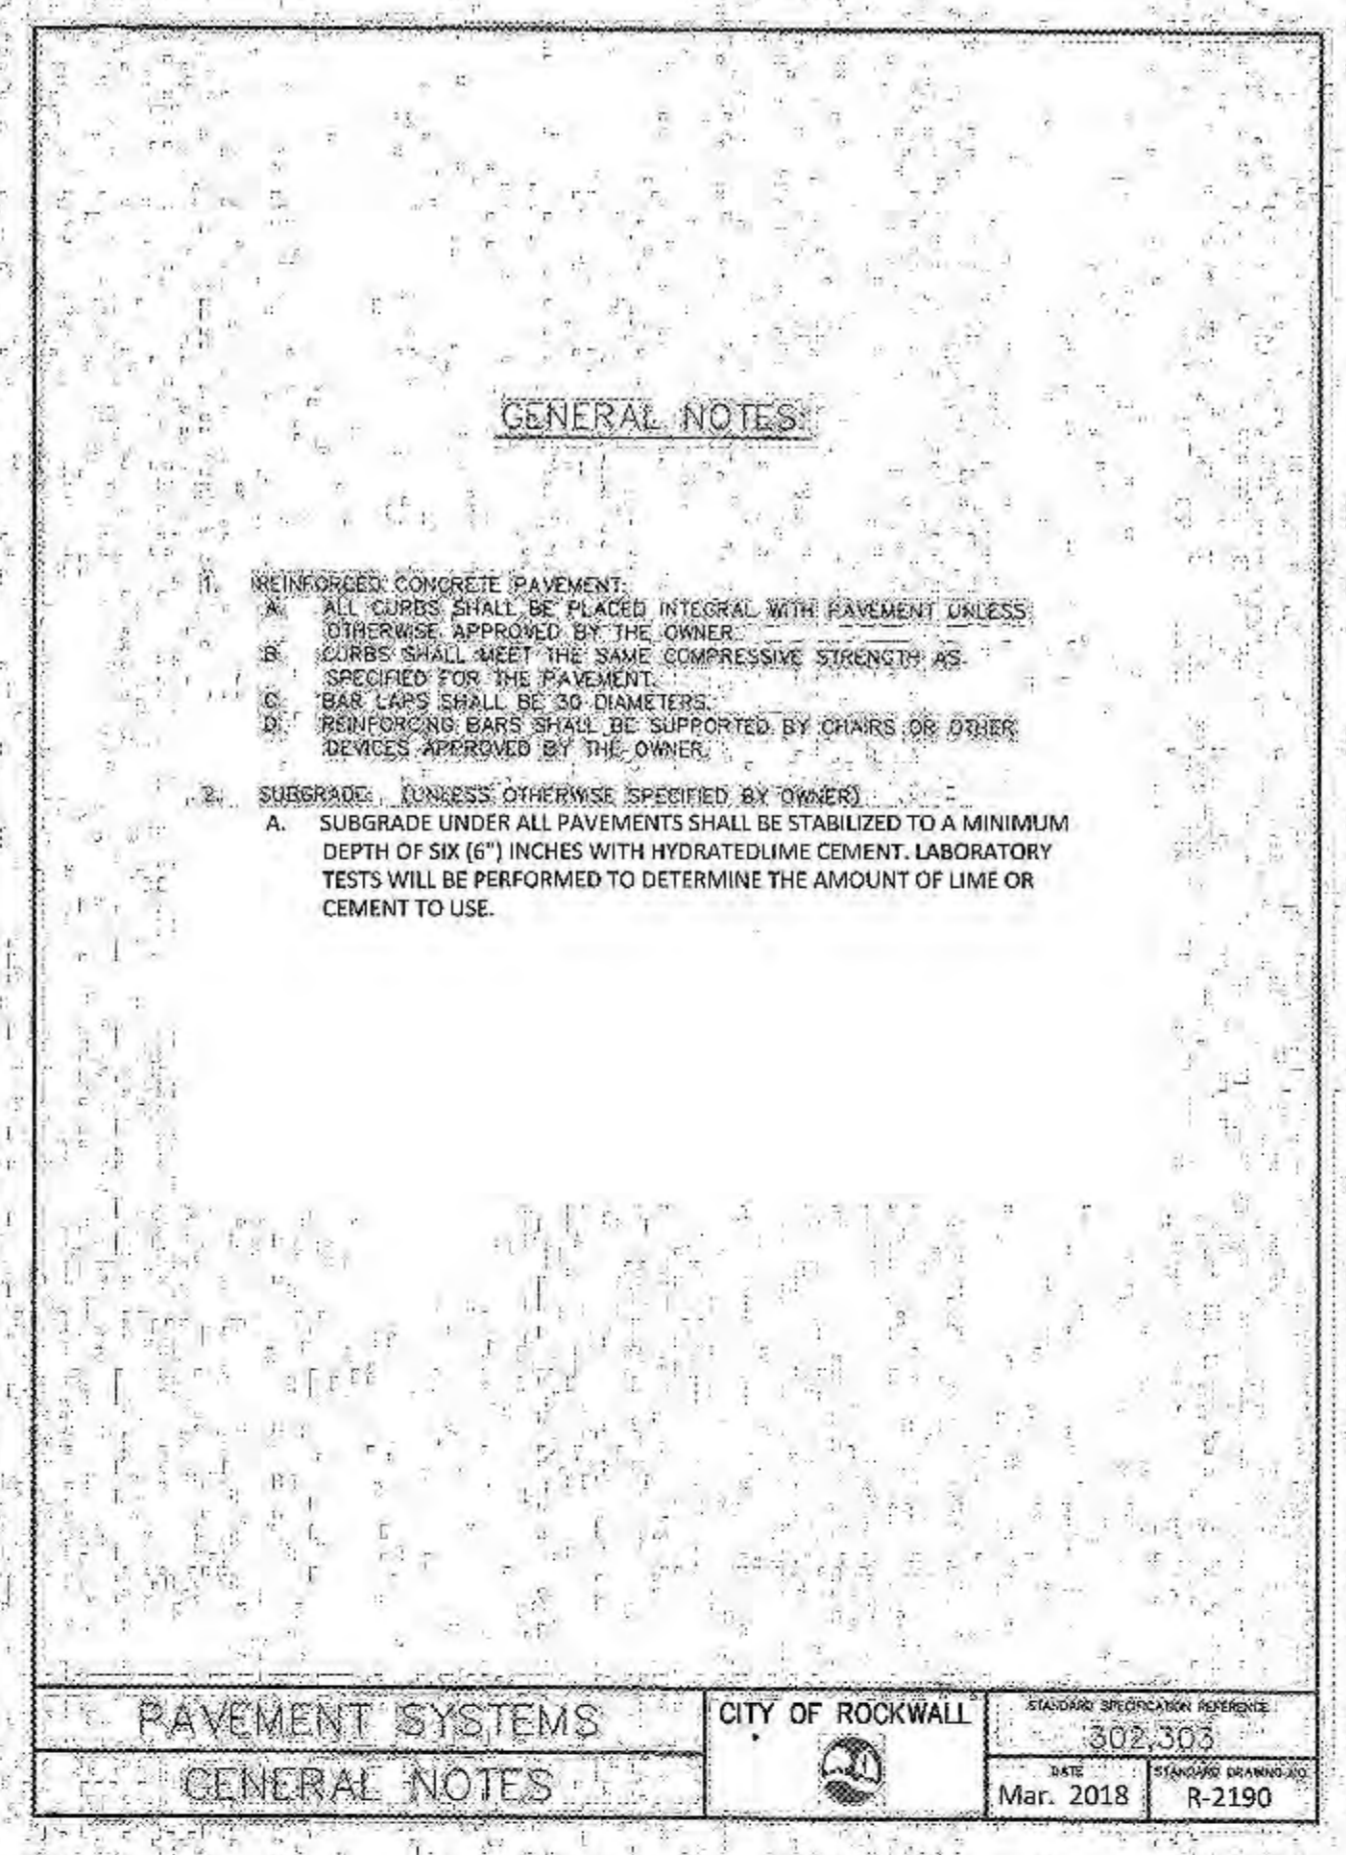 GENERAL NOTES:
1. REINFORCED CONCRETE PAVEMENT:
A. ALL CURBS SHALL BE PLACED INTEGRAL WITH PAVEMENT UNLESS
OTHERWISE APPROVED BY THE OWNER.
B. CURBS SHALL MEET THE SAME COMPRESSIVE STRENGTH AS
SPECIFIED FOR THE PAVEMENT.
C. BAR LAPS SHALL BE 30 DIAMETERS.
D. REINFORCING BARS SHALL BE SUPPORTED BY CHAIRS OR OTHER
DEVICES APPROVED BY THE OWNER.
2. SUBGRADE: (UNLESS OTHERWISE SPECIFIED BY OWNER)
A. SUBGRADE UNDER ALL PAVEMENTS SHALL BE STABILIZED TO A MINIMUM
DEPTH OF SIX (6") INCHES WITH HYDRATEDLIME CEMENT. LABORATORY
TESTS WILL BE PERFORMED TO DETERMINE THE AMOUNT OF LIME OR
CEMENT TO USE.
PAVEMENT SYSTEMS
GENERAL NOTES
CITY OF ROCKWALL
STANDARD SPECIFICATION REFERENCE
302,303
DATE
Mar. 2018
STANDARD DRAWING NO.
R-2190